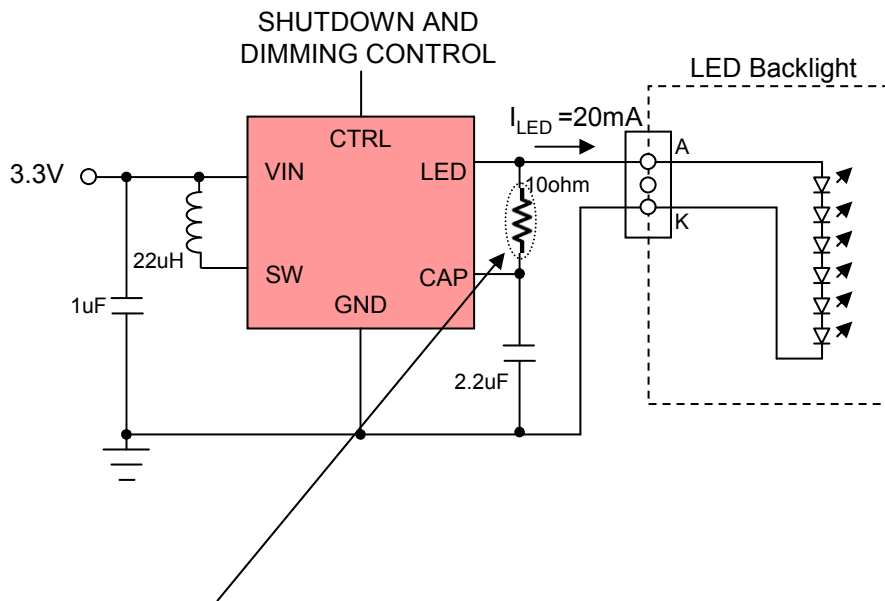 SHUTDOWN AND
DIMMING CONTROL
LED Backlight
I_LED =20mA
CTRL
A
3.3V
VIN
LED
10ohm
K
22uH
SW
CAP
1uF
GND
2.2uF